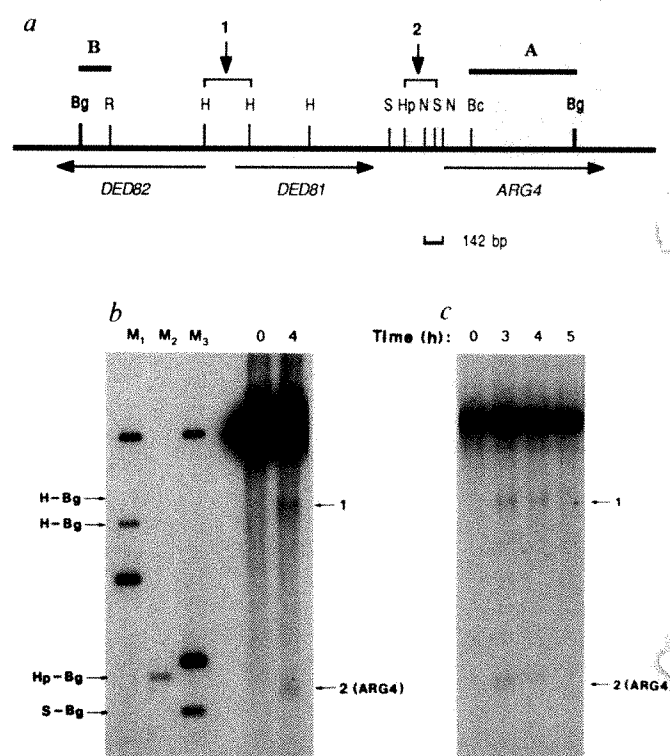 a
1 2
B A
Bg R H H H S Hp N S N Bc Bg
DED82 DED81 ARG4
142 bp
b
M1 M2 M3 0 4
H-Bg
H-Bg
Hp-Bg
S-Bg
1
2 (ARG4)
c
Time (h): 0 3 4 5
1
2 (ARG4